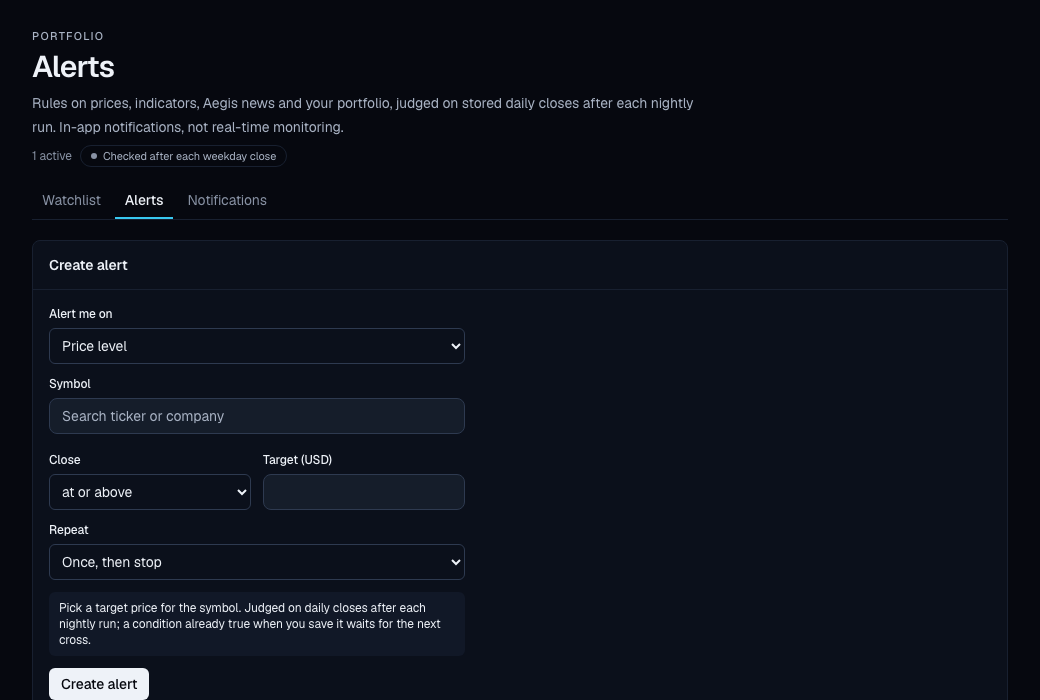 PORTFOLIO
Alerts
Rules on prices, indicators, Aegis news and your portfolio, judged on stored daily closes after each nightly
run. In-app notifications, not real-time monitoring.
1 active Checked after each weekday close
Watchlist Alerts Notifications
Create alert
Alert me on
Price level
Symbol
Search ticker or company
Close Target (USD)
at or above
Repeat
Once, then stop
Pick a target price for the symbol. Judged on daily closes after each
nightly run; a condition already true when you save it waits for the next
cross.
Create alert